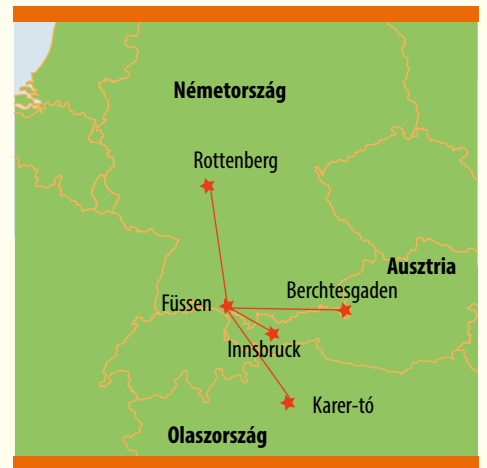 Németország
Rottenberg
Ausztria
Berchtesgaden
Füssen
Innsbruck
Karer-tó
Olaszország